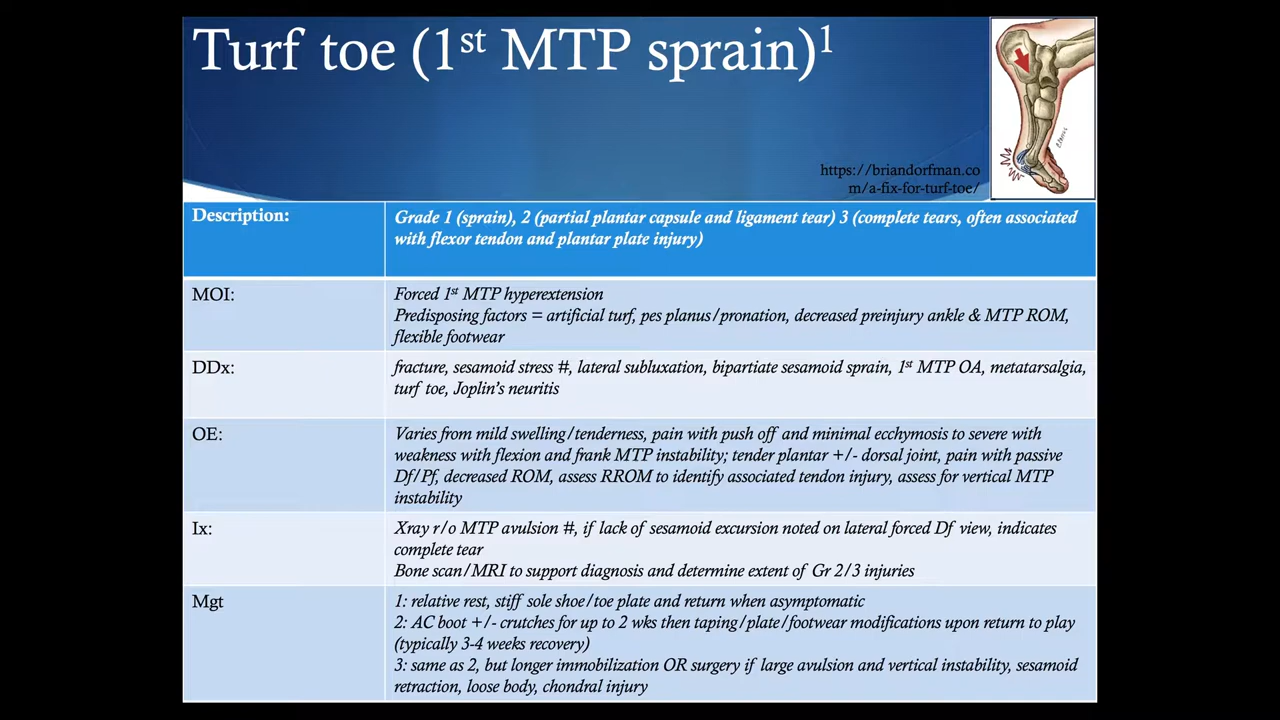 Turf toe (1st MTP sprain)1
https://briandorfman.co
m/a-fix-for-turf-toe/
Description:
Grade 1 (sprain), 2 (partial plantar capsule and ligament tear) 3 (complete tears, often associated
with flexor tendon and plantar plate injury)
MOI:
Forced 1st MTP hyperextension
Predisposing factors = artificial turf, pes planus/pronation, decreased preinjury ankle & MTP ROM,
flexible footwear
DDx:
fracture, sesamoid stress #, lateral subluxation, bipartiate sesamoid sprain, 1st MTP OA, metatarsalgia,
turf toe, Joplin's neuritis
OE:
Varies from mild swelling/tenderness, pain with push off and minimal ecchymosis to severe with
weakness with flexion and frank MTP instability; tender plantar +/- dorsal joint, pain with passive
Df/Pf, decreased ROM, assess RROM to identify associated tendon injury, assess for vertical MTP
instability
Ix:
Xray r/o MTP avulsion #, if lack of sesamoid excursion noted on lateral forced Df view, indicates
complete tear
Bone scan/MRI to support diagnosis and determine extent of Gr 2/3 injuries
Mgt
1: relative rest, stiff sole shoe/toe plate and return when asymptomatic
2: AC boot +/- crutches for up to 2 wks then taping/plate/footwear modifications upon return to play
(typically 3-4 weeks recovery)
3: same as 2, but longer immobilization OR surgery if large avulsion and vertical instability, sesamoid
retraction, loose body, chondral injury